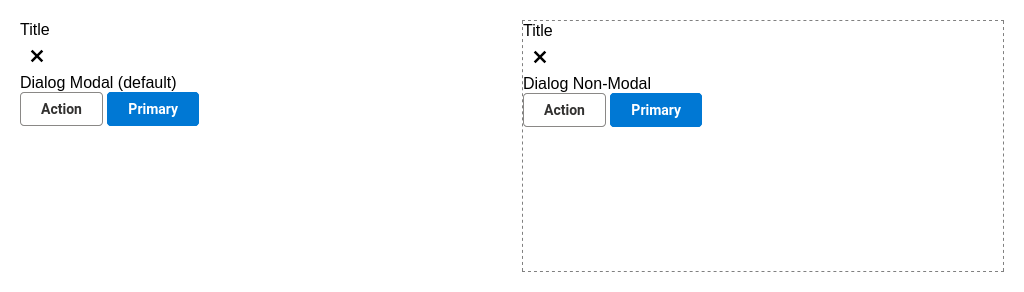 Title
Dialog Modal (default)
Action Primary
Title
Dialog Non-Modal
Action Primary